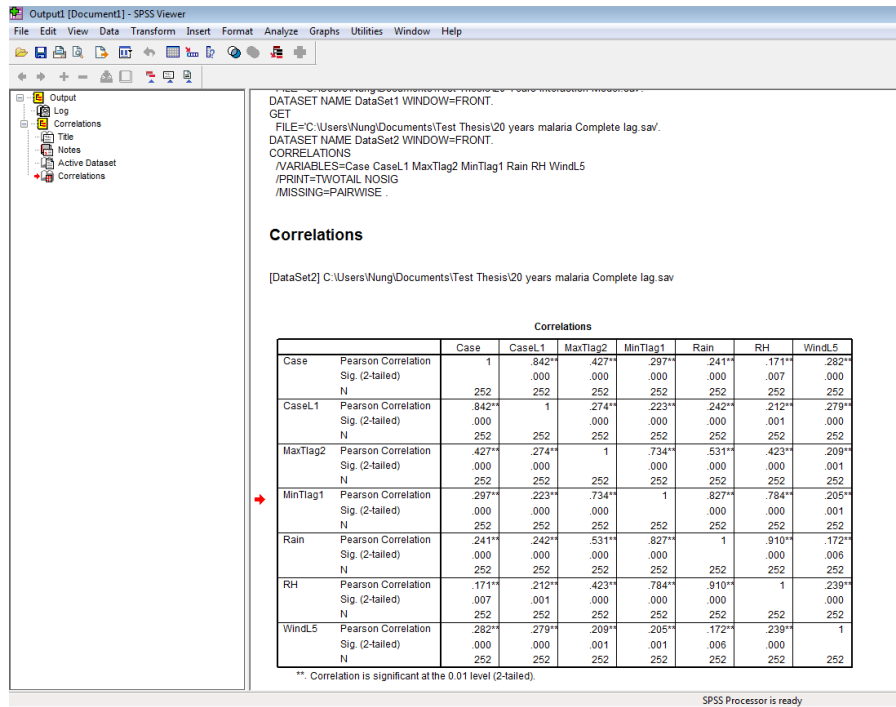 Output1 [Document1] - SPSS Viewer
File Edit View Data Transform Insert Format Analyze Graphs Utilities Window Help
Output
Log
Correlations
Title
Notes
Active Dataset
Correlations
DATASET NAME DataSet1 WINDOW=FRONT.
GET
FILE='C:\Users\Nung\Documents\Test Thesis\20 years malaria Complete lag.sav'.
DATASET NAME DataSet2 WINDOW=FRONT.
CORRELATIONS
/VARIABLES=Case CaseL1 MaxTlag2 MinTlag1 Rain RH WindL5
/PRINT=TWOTAIL NOSIG
/MISSING=PAIRWISE .
Correlations
[DataSet2] C:\Users\Nung\Documents\Test Thesis\20 years malaria Complete lag.sav
Correlations
Case CaseL1 MaxTlag2 MinTlag1 Rain RH WindL5
Case Pearson Correlation 1 .842** .427** .297** .241** .171** .282**
Sig. (2-tailed) .000 .000 .000 .000 .007 .000
N 252 252 252 252 252 252 252
CaseL1 Pearson Correlation .842** 1 .274** .223** .242** .212** .279**
Sig. (2-tailed) .000 .000 .000 .000 .001 .000
N 252 252 252 252 252 252 252
MaxTlag2 Pearson Correlation .427** .274** 1 .734** .531** .423** .209**
Sig. (2-tailed) .000 .000 .000 .000 .000 .001
N 252 252 252 252 252 252 252
MinTlag1 Pearson Correlation .297** .223** .734** 1 .827** .784** .205**
Sig. (2-tailed) .000 .000 .000 .000 .000 .001
N 252 252 252 252 252 252 252
Rain Pearson Correlation .241** .242** .531** .827** 1 .910** .172**
Sig. (2-tailed) .000 .000 .000 .000 .000 .006
N 252 252 252 252 252 252 252
RH Pearson Correlation .171** .212** .423** .784** .910** 1 .239**
Sig. (2-tailed) .007 .001 .000 .000 .000 .000
N 252 252 252 252 252 252 252
WindL5 Pearson Correlation .282** .279** .209** .205** .172** .239** 1
Sig. (2-tailed) .000 .000 .001 .001 .006 .000
N 252 252 252 252 252 252 252
**. Correlation is significant at the 0.01 level (2-tailed).
SPSS Processor is ready